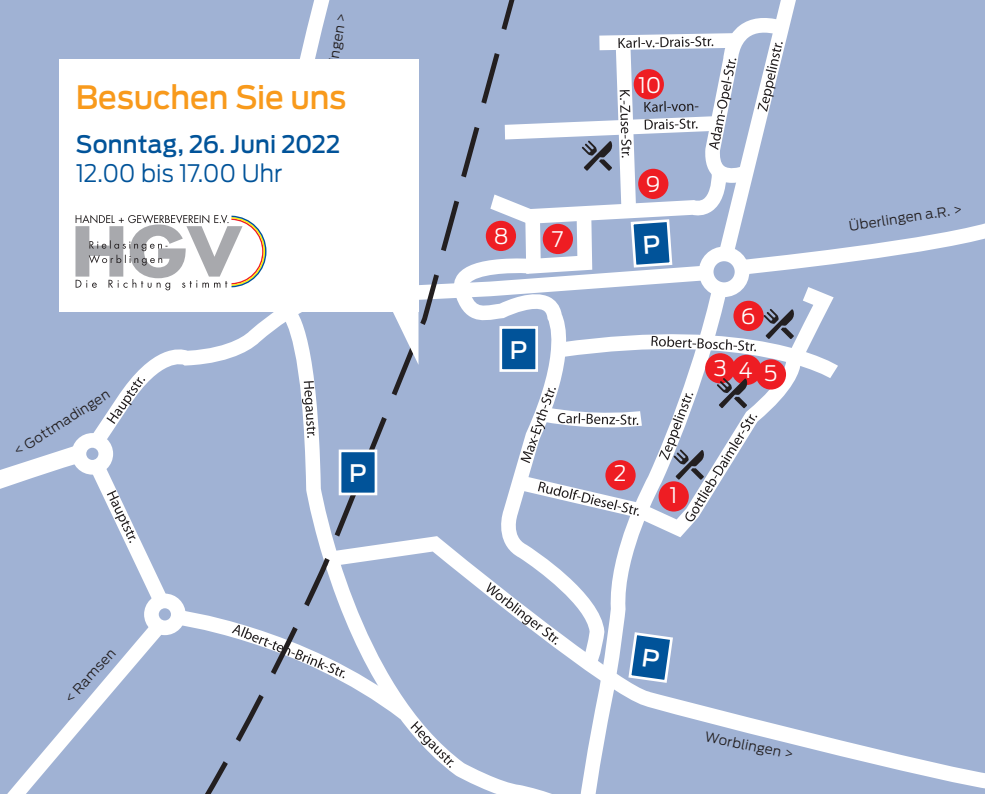 ngen >
Besuchen Sie uns
Sonntag, 26. Juni 2022
12.00 bis 17.00 Uhr
HANDEL + GEWERBEVEREIN E.V.
HGV
Rielasingen-
Worblingen
Die Richtung stimmt
Karl-v.-Drais-Str.
10
Karl-von-
Drais-Str.
K.-Zuse-Str.
Adam-Opel-Str.
Zeppelinstr.
9
8
7
P
Überlingen a.R. >
6
Robert-Bosch-Str.
3
4
5
P
Carl-Benz-Str.
Max-Eyth-Str.
Zeppelinstr.
Gottlieb-Daimler-Str.
2
1
Rudolf-Diesel-Str.
< Gottmadingen
Hauptstr.
Hegaustr.
P
Hauptstr.
Worblinger Str.
Albert-ten-Brink-Str.
< Ramsen
P
Hegaustr.
Worblingen >